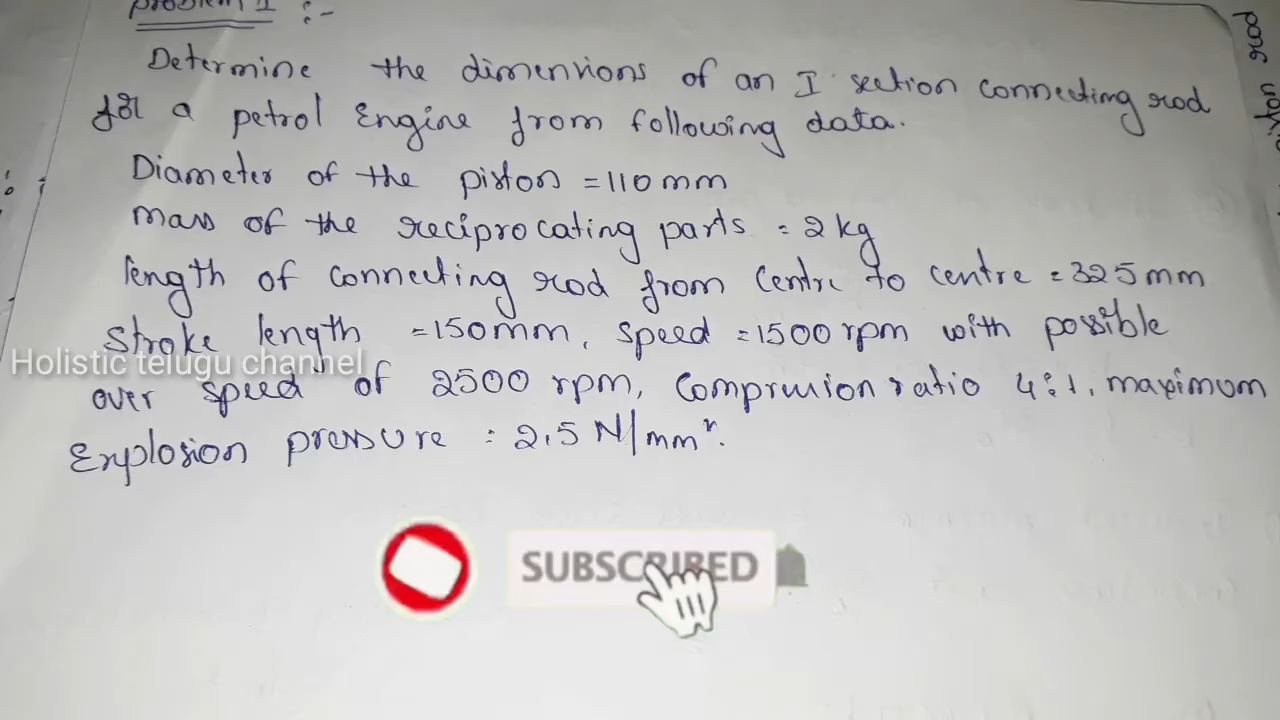 Problem 1 :-
Determine the dimensions of an I section connecting rod
for a petrol Engine from following data.
Diameter of the piston = 110 mm
mass of the reciprocating parts = 2 kg
length of connecting rod from centre to centre = 325 mm
Stroke length = 150 mm, speed = 1500 rpm with possible
Holistic telugu channel
over speed of 2500 rpm, Compression ratio 4:1, maximum
Explosion pressure : 2.5 N/mm².
SUBSCRIBED